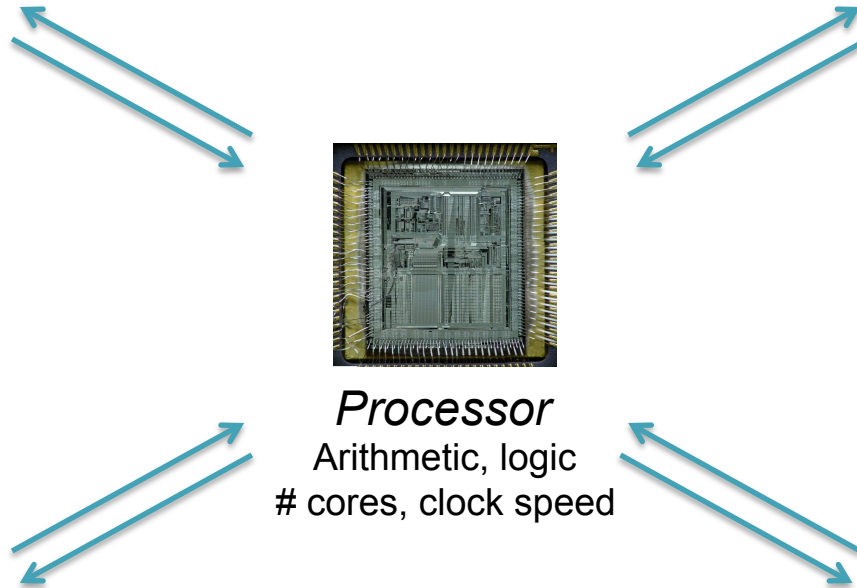 Processor
Arithmetic, logic
# cores, clock speed